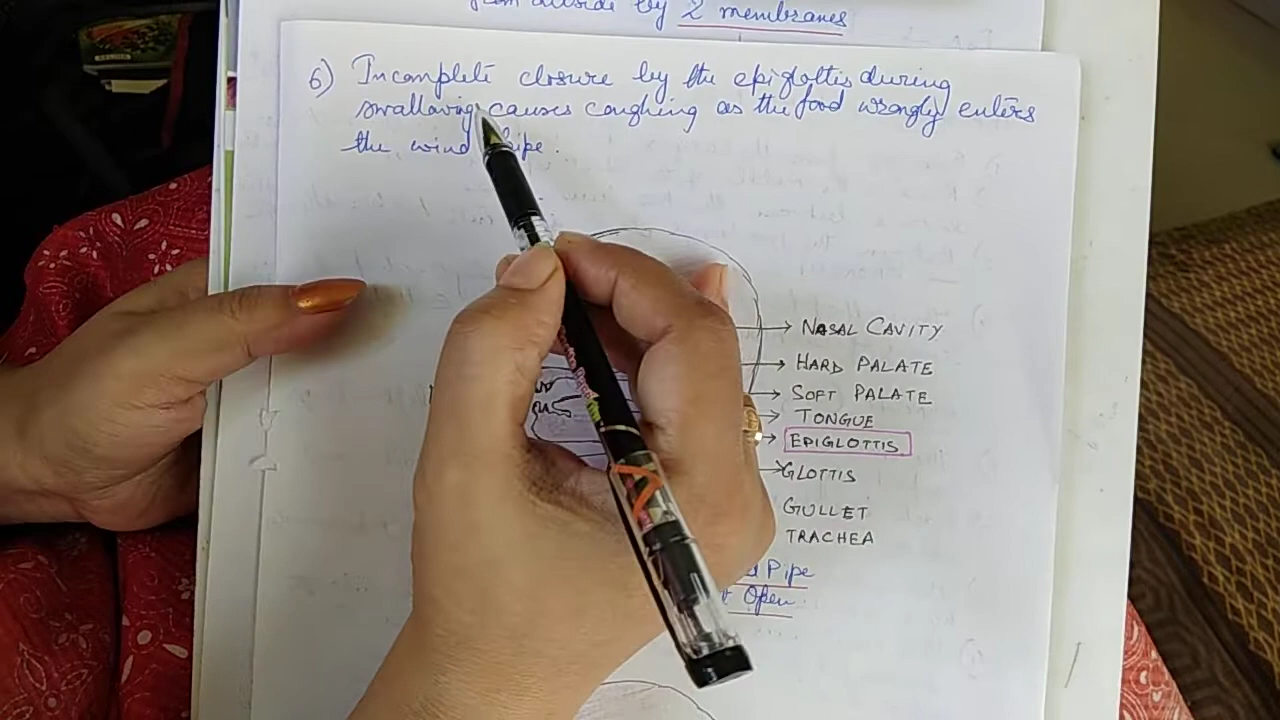 from outside by 2 membranes
6) Incomplete closure by the epiglottis during
swallowing causes coughing as the food wrongly enters
the wind pipe.
NASAL CAVITY
HARD PALATE
SOFT PALATE
TONGUE
EPIGLOTTIS
GLOTTIS
GULLET
TRACHEA
Pipe
Open